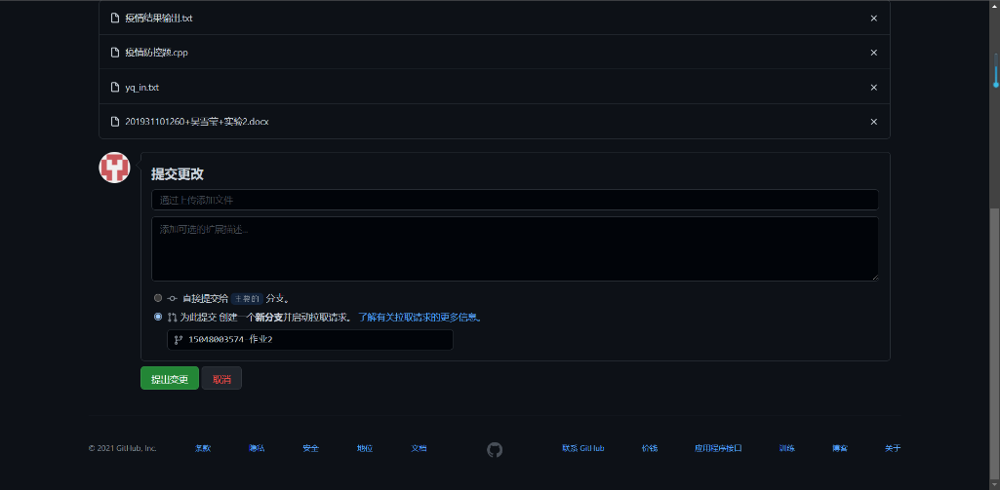 疫情结果输出.txt
疫情防控题.cpp
yq_in.txt
201931101260+吴雪莹+实验2.docx
提交更改
通过上传添加文件
添加可选的扩展描述...
直接提交给 主要的 分支。
为此提交 创建一个新分支并启动拉取请求。 了解有关拉取请求的更多信息。
15048003574-作业2
提出变更 取消
© 2021 GitHub, Inc. 条款 隐私 安全 地位 文档 联系 GitHub 价钱 应用程序接口 训练 博客 关于